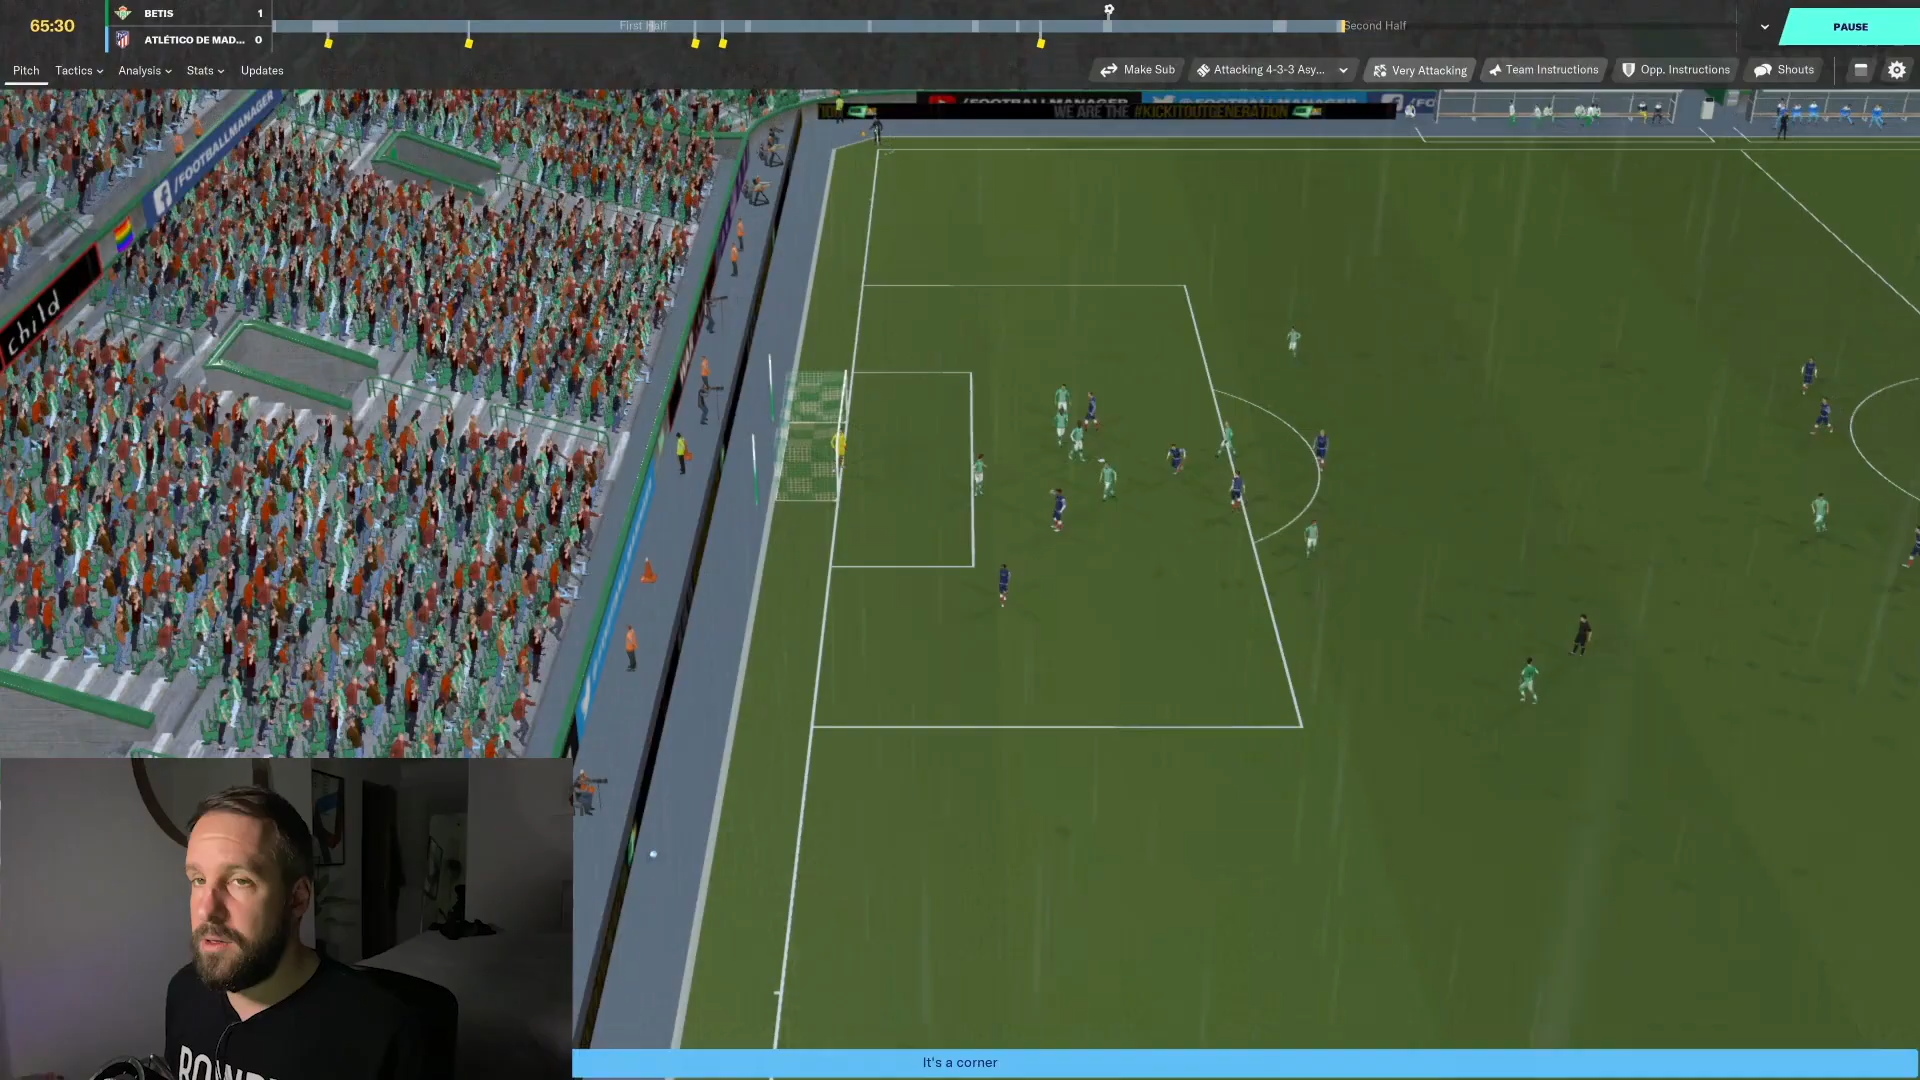 65:30
BETIS 1
ATLÉTICO DE MAD... 0
First Half
Second Half
PAUSE
Pitch
Tactics
Analysis
Stats
Updates
Make Sub
Attacking 4-3-3 Asy...
Very Attacking
Team Instructions
Opp. Instructions
Shouts
/FOOTBALLMANAGER
@FOOTBALLMANAGER
WE ARE THE #KICKITOUTGENERATION
/FOOTBALLMANAGER
child
It's a corner